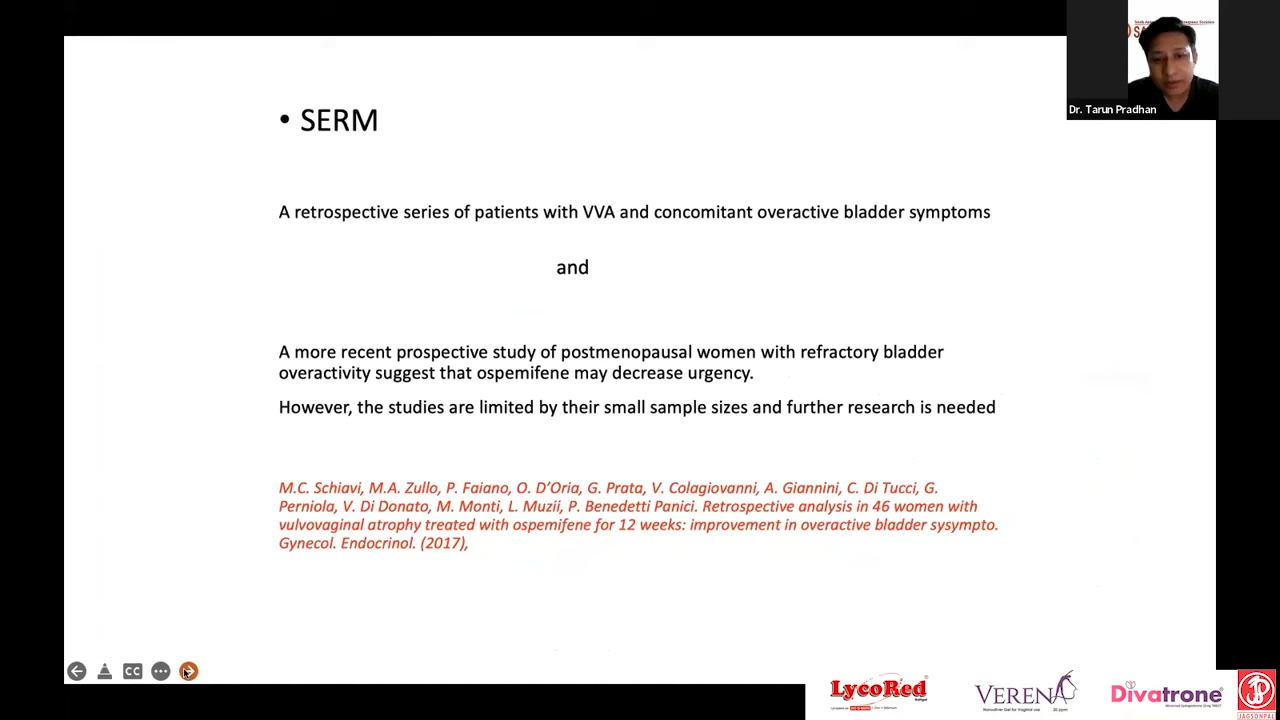 • SERM
A retrospective series of patients with VVA and concomitant overactive bladder symptoms
and
A more recent prospective study of postmenopausal women with refractory bladder
overactivity suggest that ospemifene may decrease urgency.
However, the studies are limited by their small sample sizes and further research is needed
M.C. Schiavi, M.A. Zullo, P. Faiano, O. D’Oria, G. Prata, V. Colagiovanni, A. Giannini, C. Di Tucci, G.
Perniola, V. Di Donato, M. Monti, L. Muzii, P. Benedetti Panici. Retrospective analysis in 46 women with
vulvovaginal atrophy treated with ospemifene for 12 weeks: improvement in overactive bladder sysympto.
Gynecol. Endocrinol. (2017),
Dr. Tarun Pradhan
CC
LycoRed
VERENA
Divatrone
JAGSONPAL